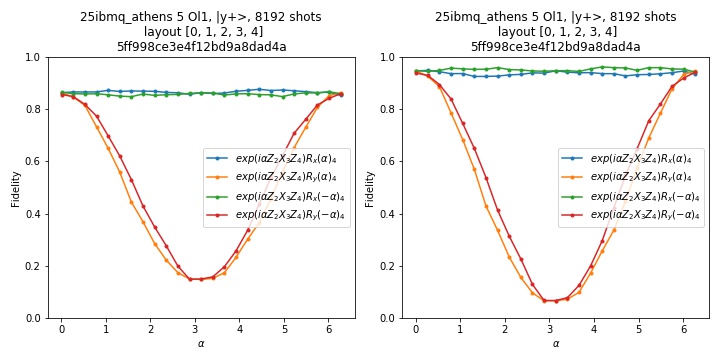 25ibmq_athens 5 Ol1, |y+>, 8192 shots
layout [0, 1, 2, 3, 4]
5ff998ce3e4f12bd9a8dad4a
1.0
0.8
0.6
0.4
0.2
0.0
Fidelity
exp(iαZ₂X₃Z₄)Rₓ(α)₄
exp(iαZ₂X₃Z₄)R_y(α)₄
exp(iαZ₂X₃Z₄)Rₓ(−α)₄
exp(iαZ₂X₃Z₄)R_y(−α)₄
0 1 2 3 4 5 6
α
25ibmq_athens 5 Ol1, |y+>, 8192 shots
layout [0, 1, 2, 3, 4]
5ff998ce3e4f12bd9a8dad4a
1.0
0.8
0.6
0.4
0.2
0.0
Fidelity
exp(iαZ₂X₃Z₄)Rₓ(α)₄
exp(iαZ₂X₃Z₄)R_y(α)₄
exp(iαZ₂X₃Z₄)Rₓ(−α)₄
exp(iαZ₂X₃Z₄)R_y(−α)₄
0 1 2 3 4 5 6
α